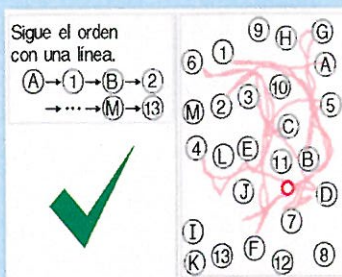 Sigue el orden
con una línea.
A→1→B→2
→…→M→13
9 H G
6 1 A
10
M 2 3 5
C
4 L E 11 B
J D
7
I
K 13 F 12 8